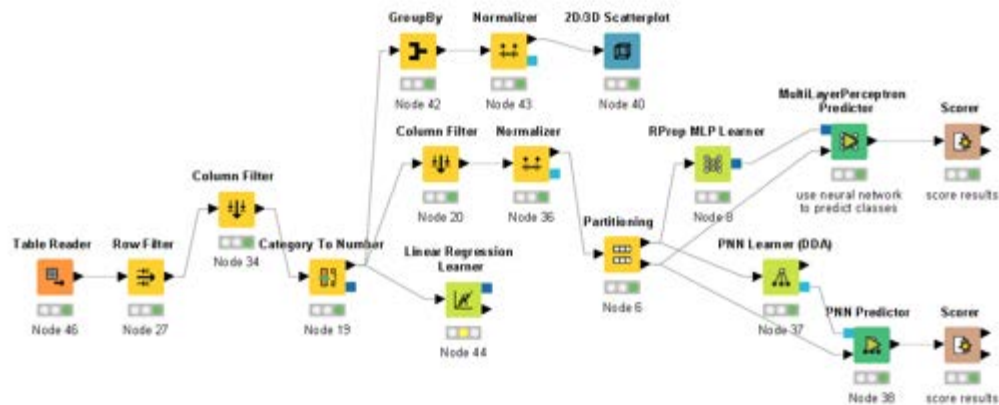 GroupBy
Normalizer
2D/3D Scatterplot
Node 42
Node 43
Node 40
MultiLayerPerceptron
Predictor
Scorer
Column Filter
Normalizer
RProp MLP Learner
Node 20
Node 36
Node 8
use neural network
to predict classes
score results
Column Filter
Node 34
Partitioning
Table Reader
Row Filter
Category To Number
Linear Regression
Learner
PNN Learner (DDA)
Node 46
Node 27
Node 19
Node 44
Node 6
Node 37
PNN Predictor
Scorer
Node 38
score results